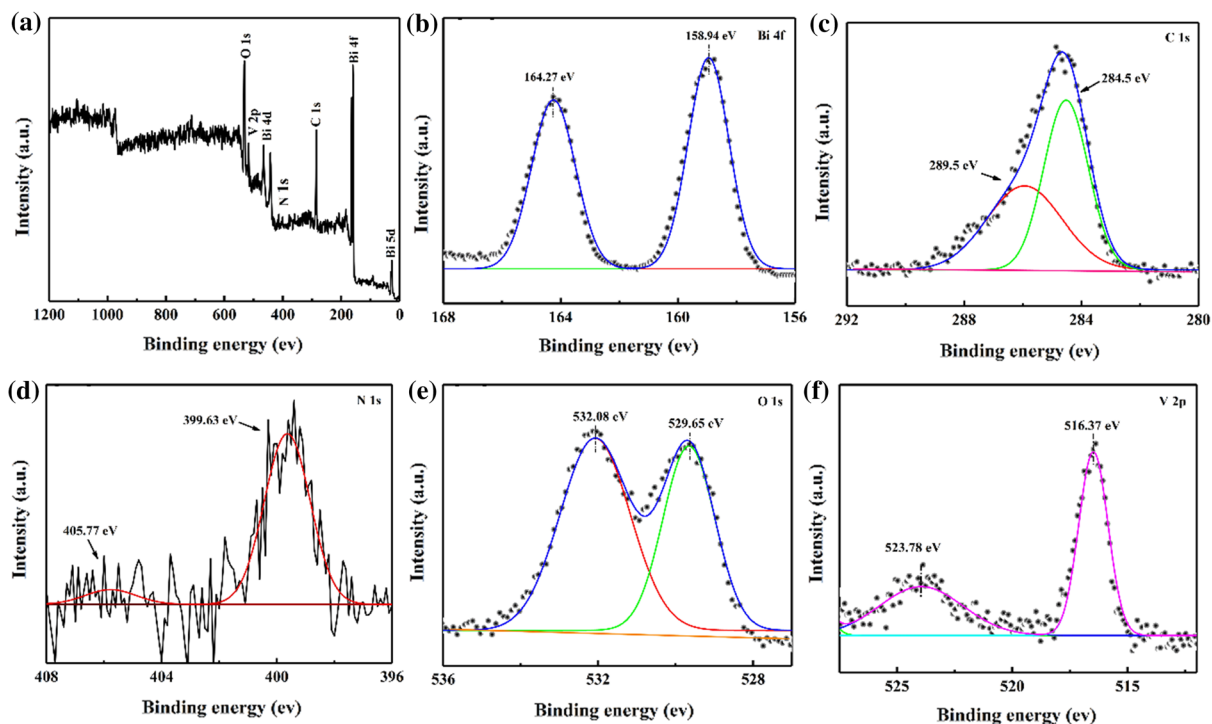 (a)
O 1s
V 2p
Bi 4d
N 1s
C 1s
Bi 4f
Bi 5d
Intensity (a.u.)
1200 1000 800 600 400 200 0
Binding energy (ev)
(b)
Bi 4f
164.27 eV
158.94 eV
Intensity (a.u.)
168 164 160 156
Binding energy (ev)
(c)
C 1s
284.5 eV
289.5 eV
Intensity (a.u.)
292 288 284 280
Binding energy (ev)
(d)
N 1s
399.63 eV
405.77 eV
Intensity (a.u.)
408 404 400 396
Binding energy (ev)
(e)
O 1s
532.08 eV
529.65 eV
Intensity (a.u.)
536 532 528
Binding energy (ev)
(f)
V 2p
516.37 eV
523.78 eV
Intensity (a.u.)
525 520 515
Binding energy (ev)